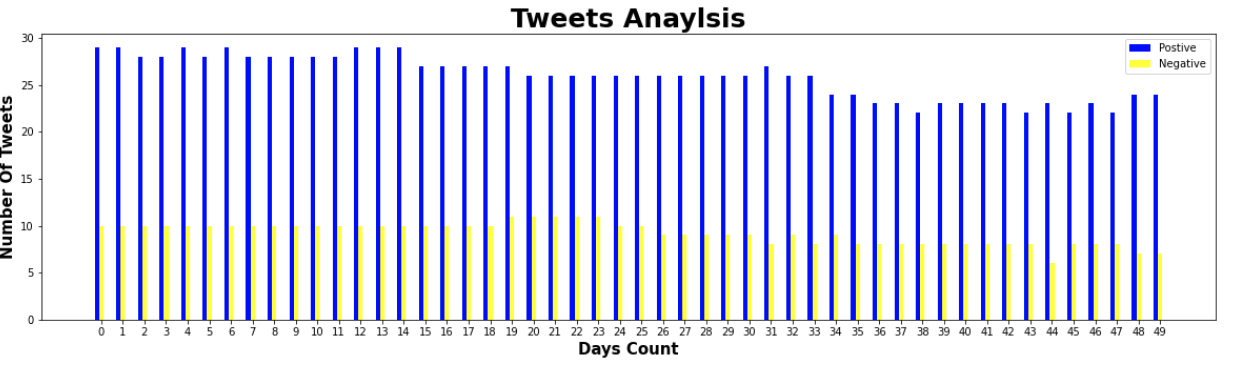 Tweets Anaylsis
Number Of Tweets
30
25
20
15
10
5
0
Postive
Negative
0 1 2 3 4 5 6 7 8 9 10 11 12 13 14 15 16 17 18 19 20 21 22 23 24 25 26 27 28 29 30 31 32 33 34 35 36 37 38 39 40 41 42 43 44 45 46 47 48 49
Days Count